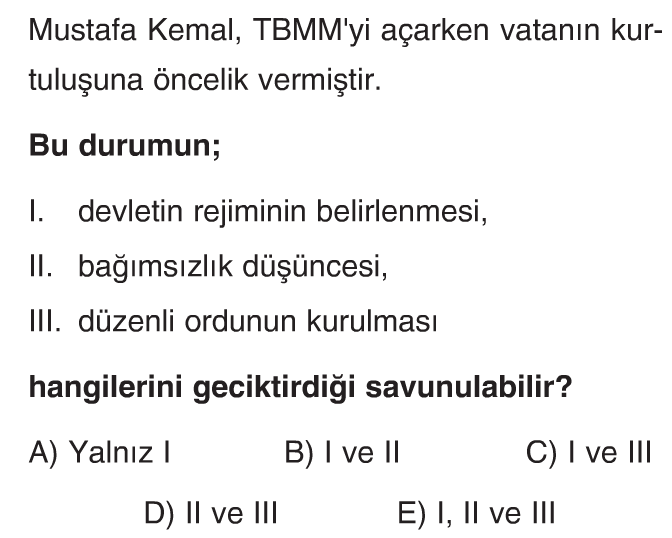 Mustafa Kemal, TBMM'yi açarken vatanın kur-
tuluşuna öncelik vermiştir.
Bu durumun;
I. devletin rejiminin belirlenmesi,
II. bağımsızlık düşüncesi,
III. düzenli ordunun kurulması
hangilerini geciktirdiği savunulabilir?
A) Yalnız I B) I ve II C) I ve III
D) II ve III E) I, II ve III